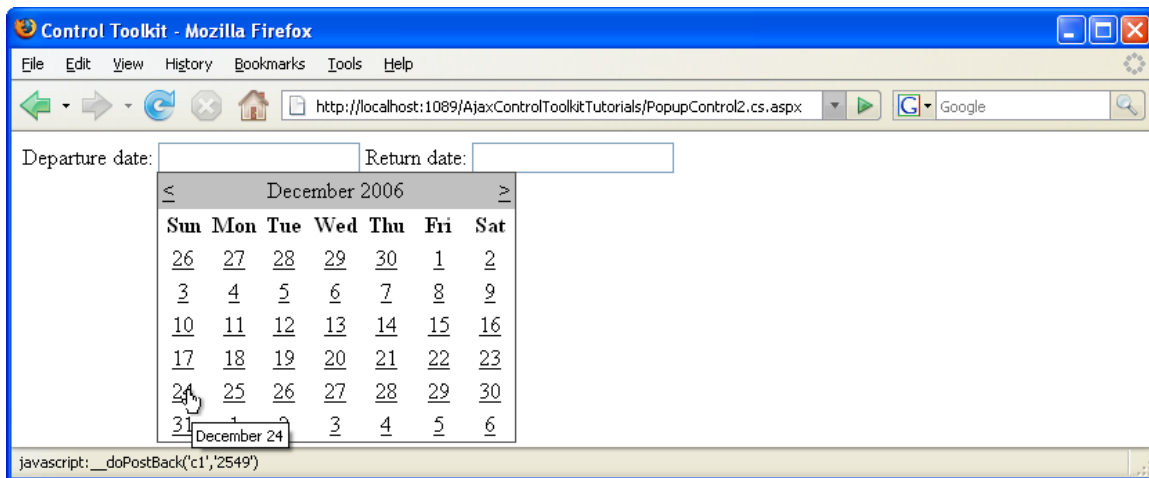 Control Toolkit - Mozilla Firefox
File Edit View History Bookmarks Tools Help
http://localhost:1089/AjaxControlToolkitTutorials/PopupControl2.cs.aspx G Google
Departure date: Return date:
< December 2006 >
Sun Mon Tue Wed Thu Fri Sat
26 27 28 29 30 1 2
3 4 5 6 7 8 9
10 11 12 13 14 15 16
17 18 19 20 21 22 23
24 25 26 27 28 29 30
31 3 4 5 6
December 24
javascript:__doPostBack('c1','2549')